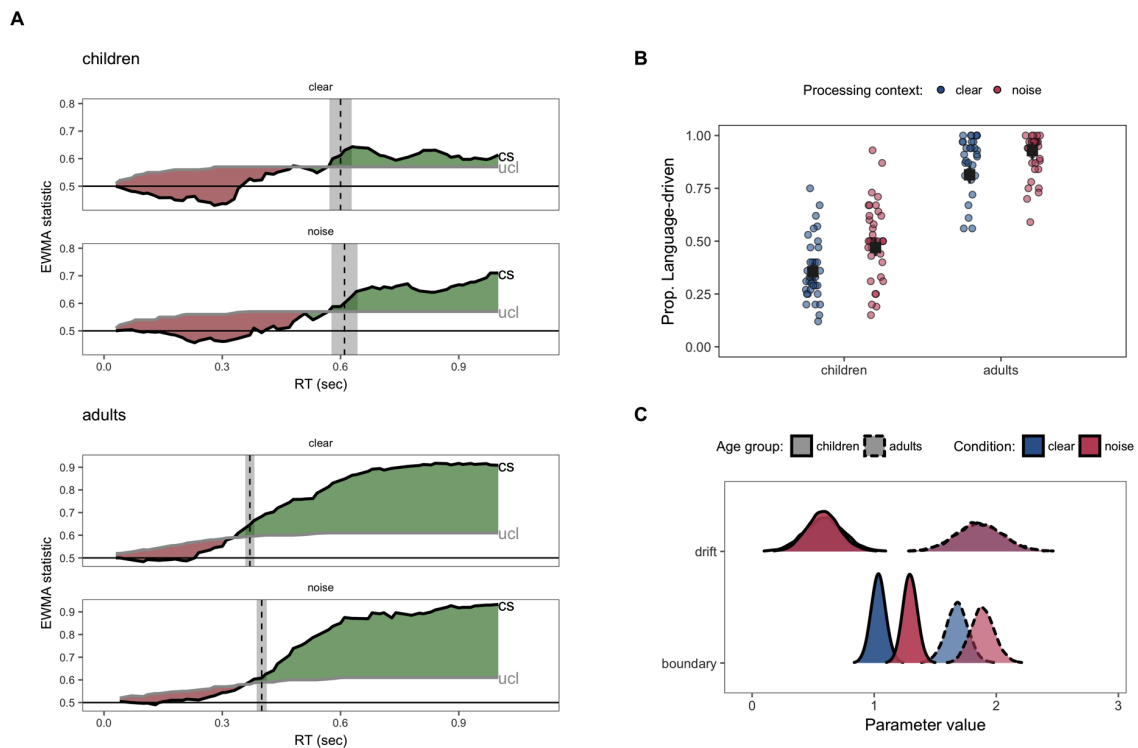 A
children
clear
0.8
0.7
0.6
0.5
cs
ucl
noise
0.8
0.7
0.6
0.5
cs
ucl
EWMA statistic
0.0 0.3 0.6 0.9
RT (sec)
adults
clear
0.9
0.8
0.7
0.6
0.5
cs
ucl
noise
0.9
0.8
0.7
0.6
0.5
cs
ucl
EWMA statistic
0.0 0.3 0.6 0.9
RT (sec)
B
Processing context: clear noise
1.00
0.75
0.50
0.25
0.00
Prop. Language-driven
children adults
C
Age group: children adults Condition: clear noise
drift
boundary
0 1 2 3
Parameter value